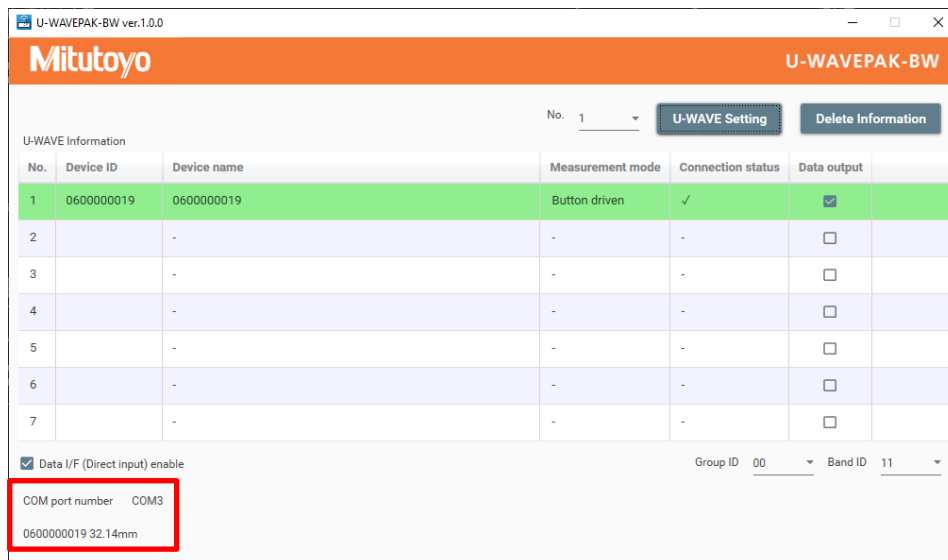 U-WAVEPAK-BW ver.1.0.0
Mitutoyo U-WAVEPAK-BW
No. 1 U-WAVE Setting Delete Information
U-WAVE Information
No. Device ID Device name Measurement mode Connection status Data output
1 0600000019 0600000019 Button driven ✓
2 - - -
3 - - -
4 - - -
5 - - -
6 - - -
7 - - -
Data I/F (Direct input) enable Group ID 00 Band ID 11
COM port number COM3
0600000019 32.14mm